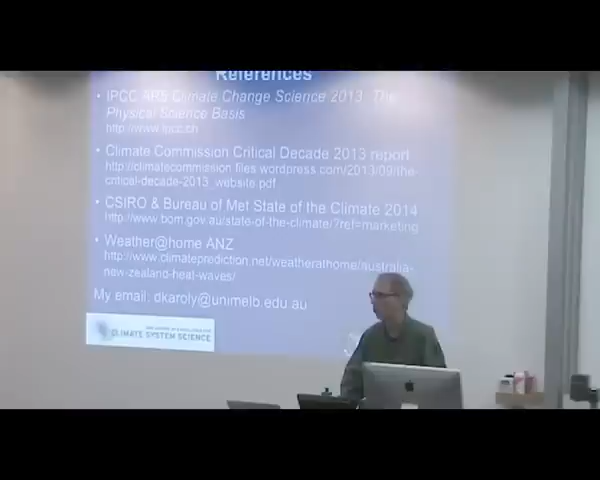 References
• IPCC AR5 Climate Change Science 2013: The
Physical Science Basis
http://www.ipcc.ch
• Climate Commission Critical Decade 2013 report
http://climatecommission.files.wordpress.com/2013/09/the-
critical-decade-2013_website.pdf
• CSIRO & Bureau of Met State of the Climate 2014
http://www.bom.gov.au/state-of-the-climate/?ref=marketing
• Weather@home ANZ
http://www.climateprediction.net/weatherathome/australia-
new-zealand-heat-waves/
My email: dkaroly@unimelb.edu.au
CLIMATE SYSTEM SCIENCE